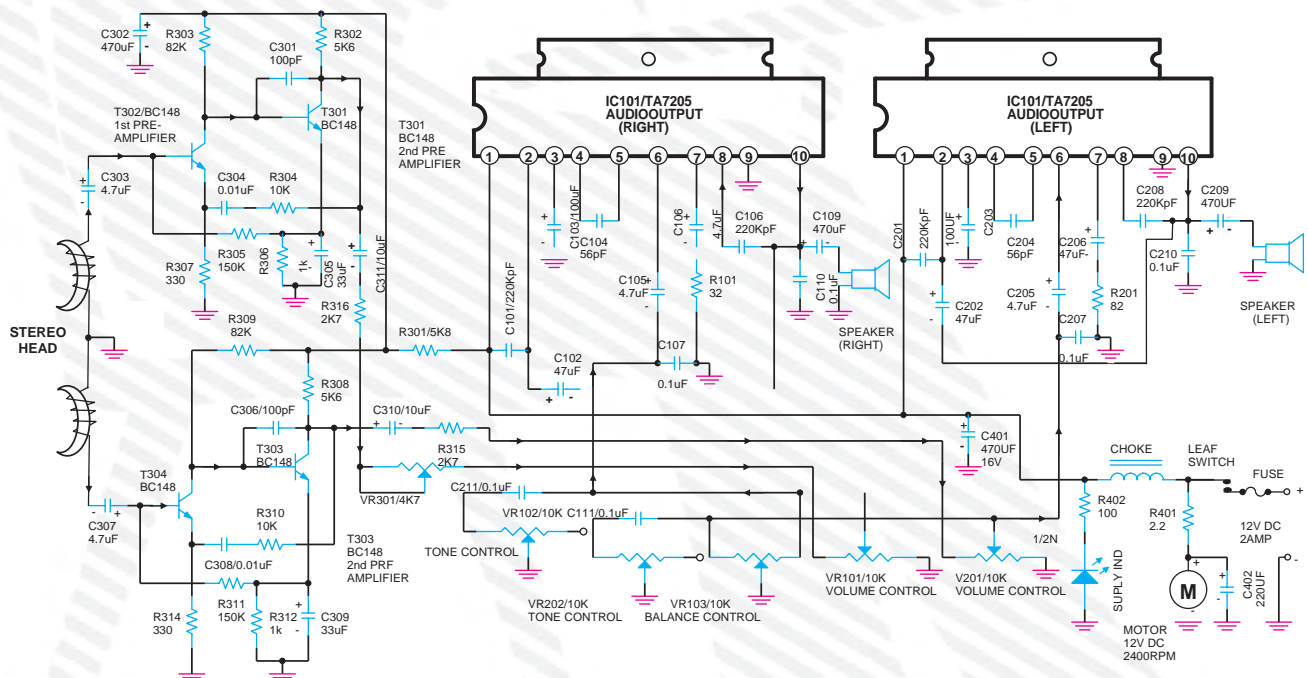 C302
470uF
+
-
R303
82K
C301
100pF
R302
5K6
T302/BC148
1st PRE-
AMPLIFIER
T301
BC148
T301
BC148
2nd PRE
AMPLIFIER
C303
4.7uF
+
-
C304
0.01uF
R304
10K
R305
150K
R306
1k
C305
33uF
+
-
R307
330
C311/10uF
+
-
R316
2K7
STEREO
HEAD
R309
82K
R301/5K8
R308
5K6
C306/100pF
T303
BC148
C310/10uF
+
-
R315
2K7
VR301/4K7
T304
BC148
C307
4.7uF
-
+
R310
10K
C308/0.01uF
T303
BC148
2nd PRF
AMPLIFIER
R311
150K
R312
1k
C309
33uF
+
-
R314
330
IC101/TA7205
AUDIOOUTPUT
(RIGHT)
1
2
3
4
5
6
7
8
9
10
C101/220KpF
C102
47uF
+
-
C103/100uF
+
-
C104
56pF
C105
4.7uF
+
-
C106
4.7uF
+
-
R101
32
C106
220KpF
C107
0.1uF
C109
470uF
+
-
C110
0.1uF
SPEAKER
(RIGHT)
IC101/TA7205
AUDIOOUTPUT
(LEFT)
1
2
3
4
5
6
7
8
9
10
C201
220KpF
C202
47uF
+
-
100UF
C203
+
-
C204
56pF
C205
4.7uF
+
-
C206
47uF-
+
R201
82
C207
0.1uF
C208
220KpF
C209
470UF
+
-
C210
0.1uF
SPEAKER
(LEFT)
C401
470UF
16V
+
-
CHOKE
LEAF
SWITCH
FUSE
+
R402
100
R401
2.2
12V DC
2AMP
-
SUPLY IND
M
+
-
C402
220UF
+
-
MOTOR
12V DC
2400RPM
C211/0.1uF
VR102/10K
TONE CONTROL
C111/0.1uF
VR202/10K
TONE CONTROL
VR103/10K
BALANCE CONTROL
VR101/10K
VOLUME CONTROL
1/2N
V201/10K
VOLUME CONTROL